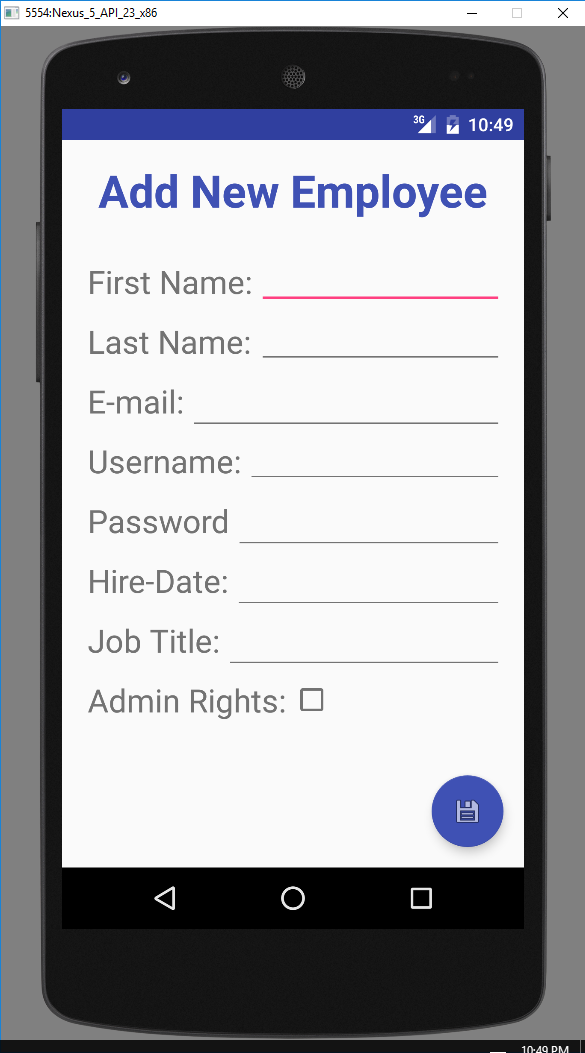 5554:Nexus_5_API_23_x86
3G 10:49
Add New Employee
First Name:
Last Name:
E-mail:
Username:
Password
Hire-Date:
Job Title:
Admin Rights:
10:49 PM